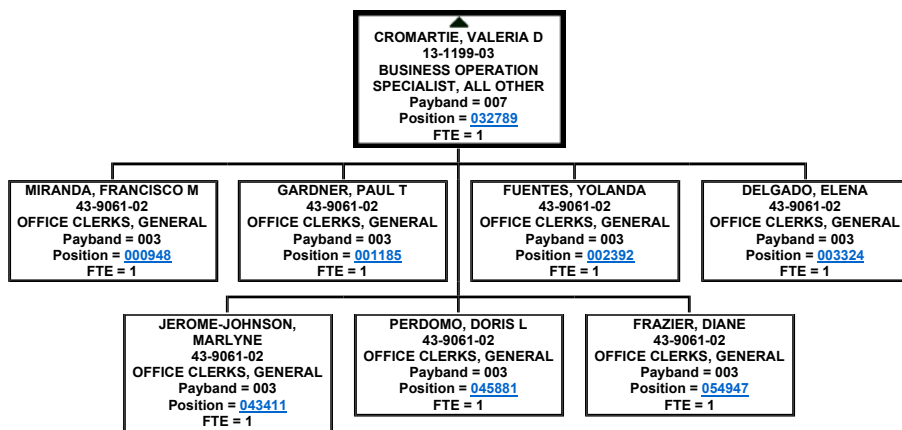 CROMARTIE, VALERIA D
13-1199-03
BUSINESS OPERATION
SPECIALIST, ALL OTHER
Payband = 007
Position = 032789
FTE = 1
MIRANDA, FRANCISCO M
43-9061-02
OFFICE CLERKS, GENERAL
Payband = 003
Position = 000948
FTE = 1
GARDNER, PAUL T
43-9061-02
OFFICE CLERKS, GENERAL
Payband = 003
Position = 001185
FTE = 1
FUENTES, YOLANDA
43-9061-02
OFFICE CLERKS, GENERAL
Payband = 003
Position = 002392
FTE = 1
DELGADO, ELENA
43-9061-02
OFFICE CLERKS, GENERAL
Payband = 003
Position = 003324
FTE = 1
JEROME-JOHNSON,
MARLYNE
43-9061-02
OFFICE CLERKS, GENERAL
Payband = 003
Position = 043411
FTE = 1
PERDOMO, DORIS L
43-9061-02
OFFICE CLERKS, GENERAL
Payband = 003
Position = 045881
FTE = 1
FRAZIER, DIANE
43-9061-02
OFFICE CLERKS, GENERAL
Payband = 003
Position = 054947
FTE = 1